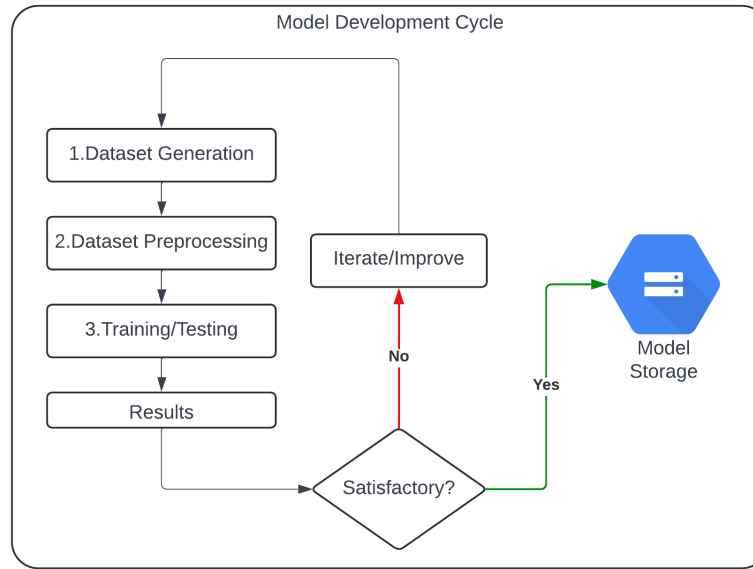 Model Development Cycle
1.Dataset Generation
2.Dataset Preprocessing
3.Training/Testing
Results
Satisfactory?
No
Iterate/Improve
Yes
Model
Storage